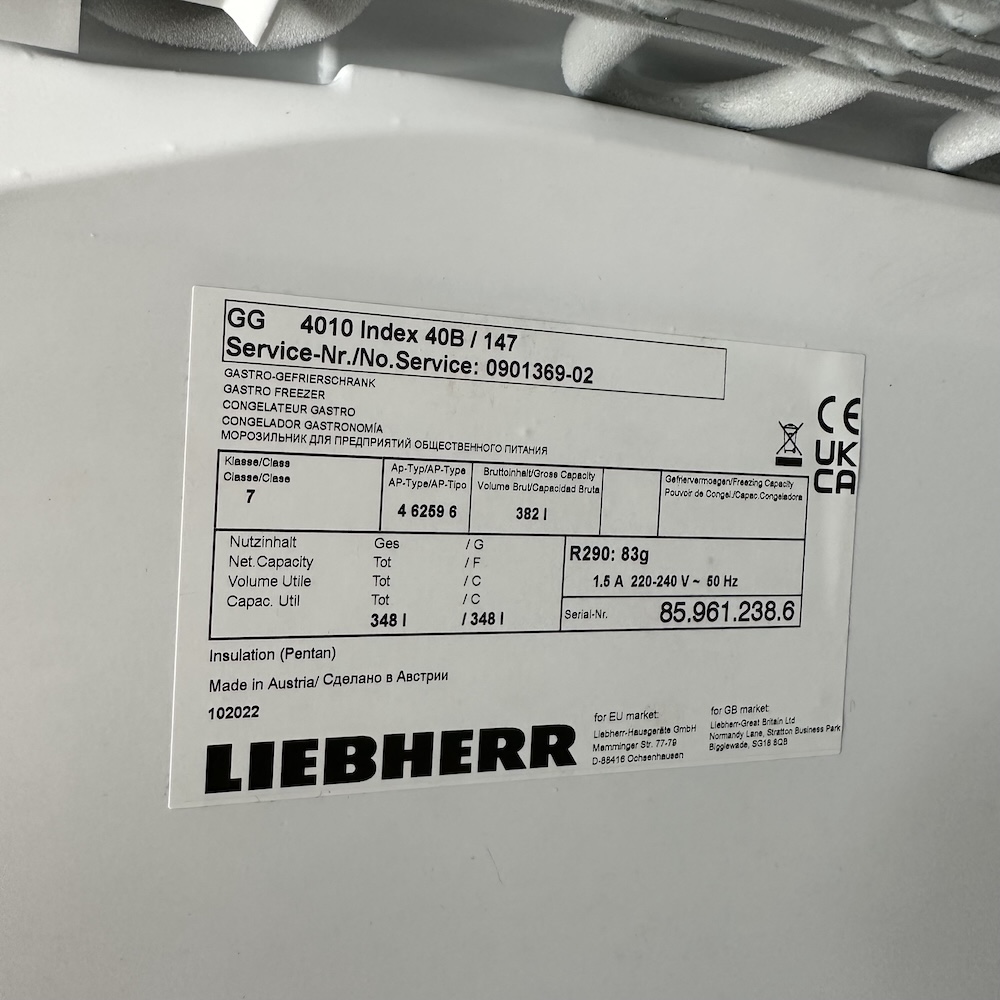 GG 4010 Index 40B / 147
Service-Nr./No.Service: 0901369-02
GASTRO-GEFRIERSCHRANK
GASTRO FREEZER
CONGELATEUR GASTRO
CONGELADOR GASTRONOMÍA
МОРОЗИЛЬНИК ДЛЯ ПРЕДПРИЯТИЙ ОБЩЕСТВЕННОГО ПИТАНИЯ
CE
UK
CA
Klasse/Class
Classe/Clase
7
Ap-Typ/AP-Type
AP-Type/AP-Tipo
4 6259 6
Bruttoinhalt/Gross Capacity
Volume Brut/Capacidad Bruta
382 l
Gefriervermoegen/Freezing Capacity
Pouvoir de Congel./Capac.Congeladora
Nutzinhalt Ges / G
Net.Capacity Tot / F
Volume Utile Tot / C
Capac. Util Tot / C
348 l / 348 l
R290: 83g
1.5 A 220-240 V ~ 50 Hz
Serial-Nr. 85.961.238.6
Insulation (Pentan)
Made in Austria/ Сделано в Австрии
102022
LIEBHERR
for EU market:
Liebherr-Hausgeräte GmbH
Memminger Str. 77-79
D-88416 Ochsenhausen
for GB market:
Liebherr-Great Britain Ltd
Normandy Lane, Stratton Business Park
Biggleswade, SG18 8QB